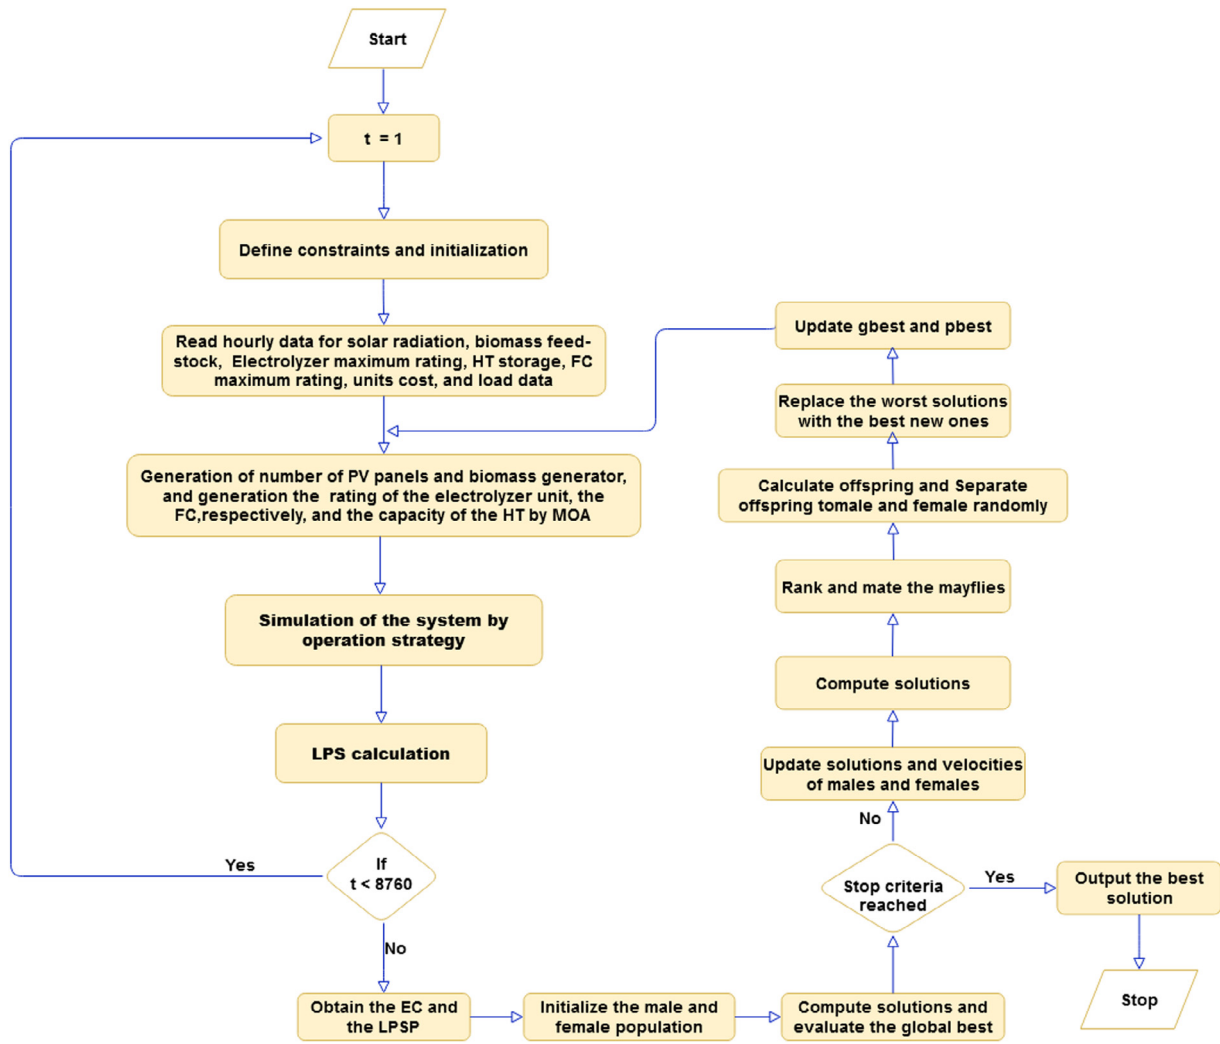 Start
t = 1
Define constraints and initialization
Read hourly data for solar radiation, biomass feed-
stock, Electrolyzer maximum rating, HT storage, FC
maximum rating, units cost, and load data
Generation of number of PV panels and biomass generator,
and generation the rating of the electrolyzer unit, the
FC,respectively, and the capacity of the HT by MOA
Simulation of the system by
operation strategy
LPS calculation
If
t < 8760
Yes
No
Obtain the EC and
the LPSP
Initialize the male and
female population
Compute solutions and
evaluate the global best
Stop criteria
reached
Yes
Output the best
solution
Stop
No
Update solutions and velocities
of males and females
Compute solutions
Rank and mate the mayflies
Calculate offspring and Separate
offspring tomale and female randomly
Replace the worst solutions
with the best new ones
Update gbest and pbest